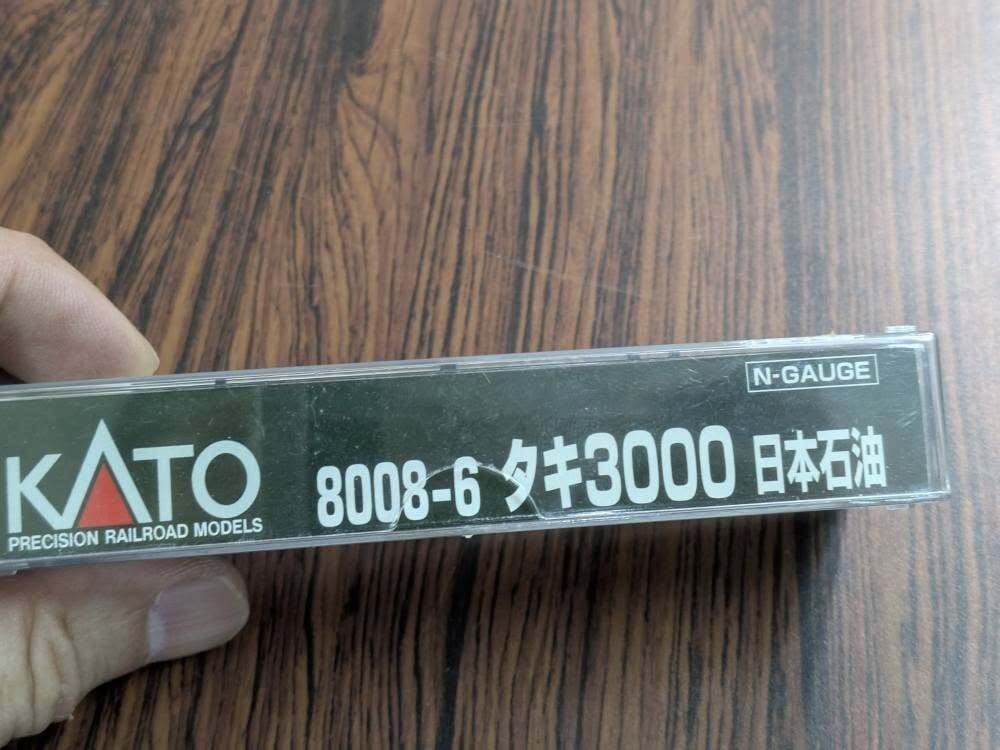 N-GAUGE
KATO
PRECISION RAILROAD MODELS
8008-6 タキ3000 日本石油